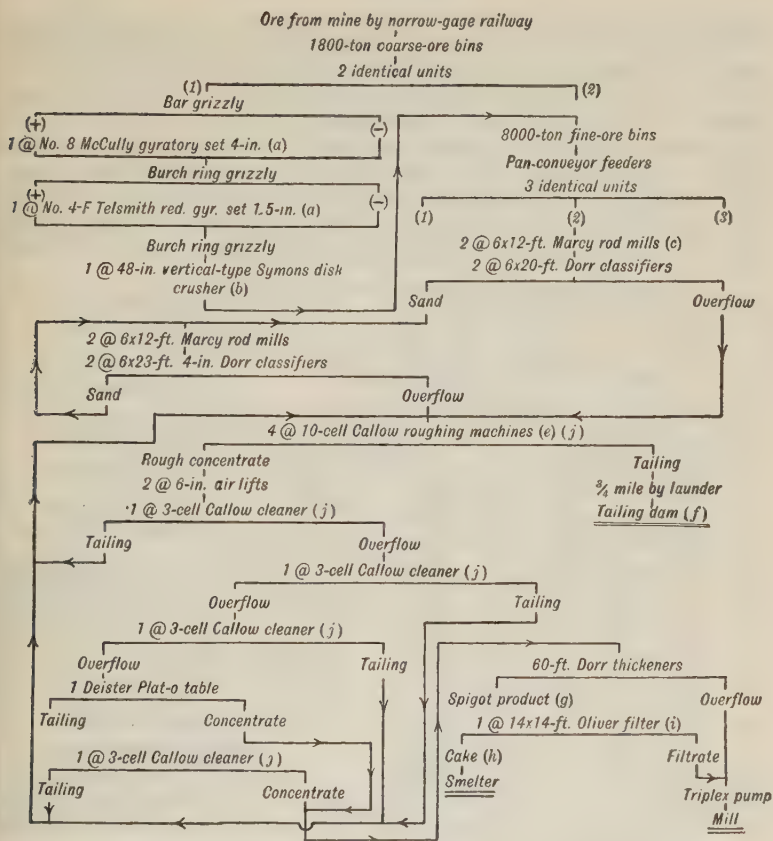 Ore from mine by narrow-gage railway
1800-ton coarse-ore bins
2 identical units
(1) (2)
Bar grizzly
(+) (-)
1 @ No. 8 McCully gyratory set 4-in. (a)
8000-ton fine-ore bins
Burch ring grizzly
Pan-conveyor feeders
(+) (-)
1 @ No. 4-F Telsmith red. gyr. set 1.5-in. (a)
3 identical units
(1) (2) (3)
Burch ring grizzly
2 @ 6x12-ft. Marcy rod mills (c)
1 @ 48-in. vertical-type Symons disk
crusher (b)
2 @ 6x20-ft. Dorr classifiers
Sand Overflow
2 @ 6x12-ft. Marcy rod mills
2 @ 6x23-ft. 4-in. Dorr classifiers
Sand Overflow
4 @ 10-cell Callow roughing machines (e) (j)
Rough concentrate Tailing
2 @ 6-in. air lifts
3/4 mile by launder
1 @ 3-cell Callow cleaner (j)
Tailing dam (f)
Tailing Overflow
1 @ 3-cell Callow cleaner (j)
Overflow Tailing
1 @ 3-cell Callow cleaner (j)
Overflow Tailing
60-ft. Dorr thickeners
1 Deister Plat-o table
Spigot product (g) Overflow
Tailing Concentrate
1 @ 14x14-ft. Oliver filter (i)
1 @ 3-cell Callow cleaner (j)
Cake (h) Filtrate
Tailing Concentrate
Smelter
Triplex pump
Mill